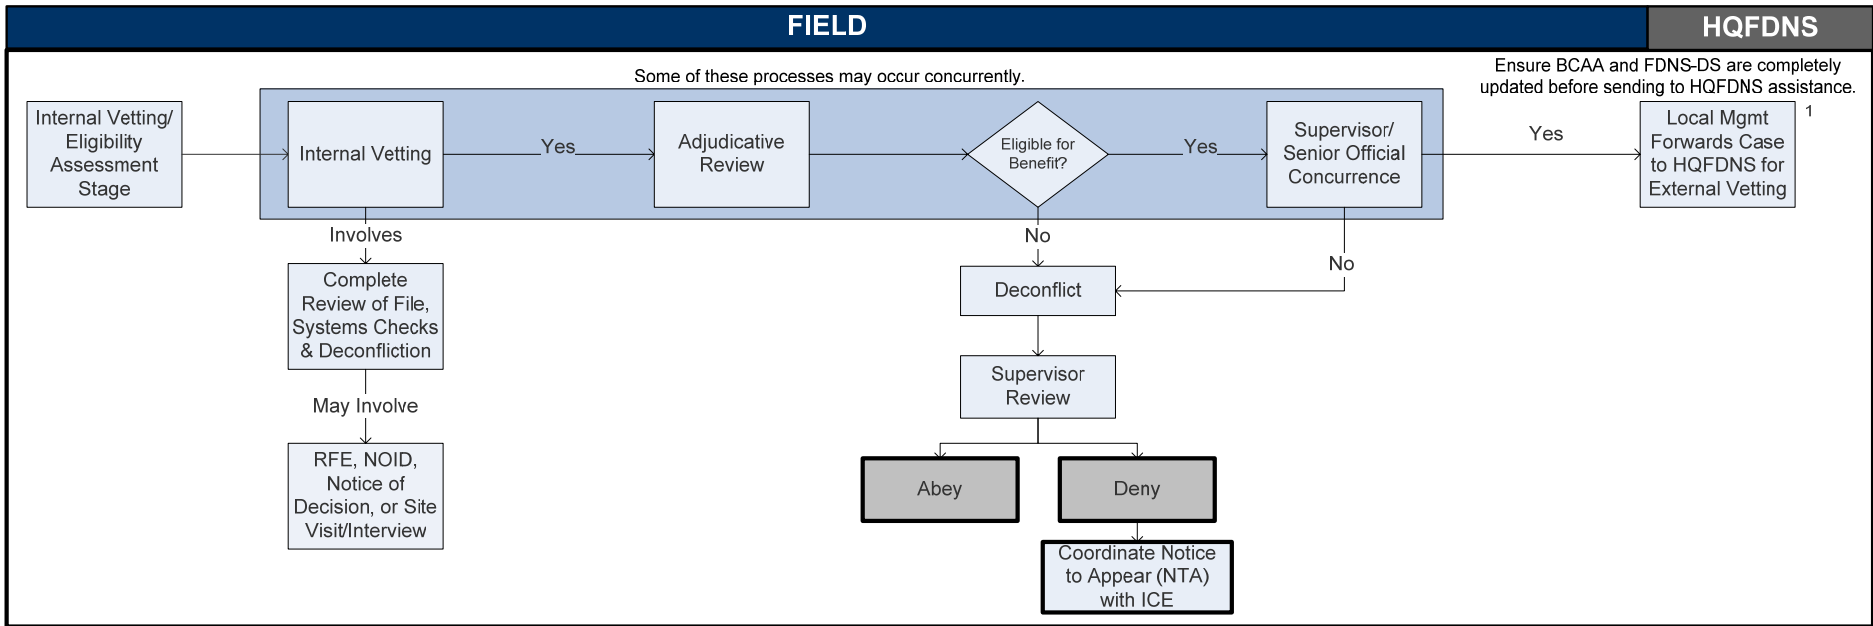 FIELD
HQFDNS
Some of these processes may occur concurrently.
Ensure BCAA and FDNS-DS are completely
updated before sending to HQFDNS assistance.
Internal Vetting/
Eligibility
Assessment
Stage
Internal Vetting
Yes
Adjudicative
Review
Eligible for
Benefit?
Yes
Supervisor/
Senior Official
Concurrence
Yes
Local Mgmt
Forwards Case
to HQFDNS for
External Vetting
1
Involves
Complete
Review of File,
Systems Checks
& Deconfliction
May Involve
RFE, NOID,
Notice of
Decision, or Site
Visit/Interview
No
No
Deconflict
Supervisor
Review
Abey
Deny
Coordinate Notice
to Appear (NTA)
with ICE